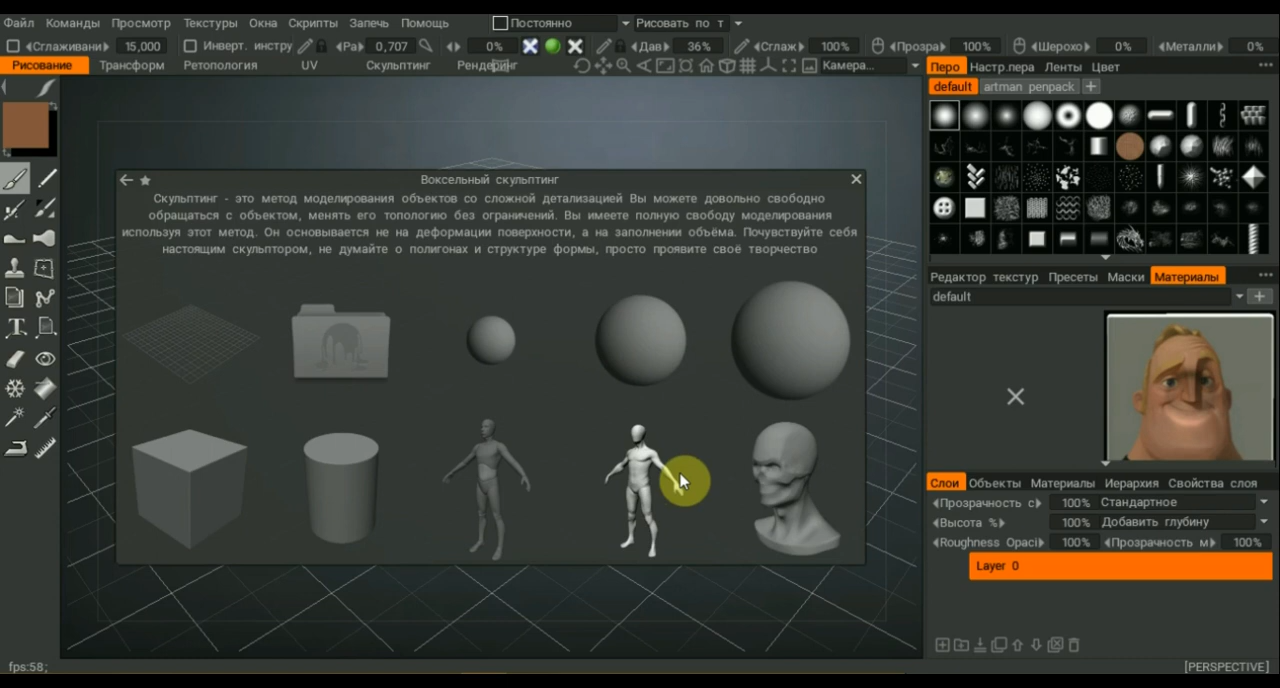 Файл Команды Просмотр Текстуры Окна Скрипты Запечь Помощь Постоянно Рисовать по т
Сглаживани 15,000 Инверт. инстру Ра 0,707 0% Дав 36% Сглаж 100% Прозра 100% Шерохо 0% Металли 0%
Рисование Трансформ Ретопология UV Скульптинг Рендеринг Камера...
Перо Настр.пера Ленты Цвет
default artman penpack
Воксельный скульптинг
Скульптинг - это метод моделирования объектов со сложной детализацией Вы можете довольно свободно
обращаться с объектом, менять его топологию без ограничений. Вы имеете полную свободу моделирования
используя этот метод. Он основывается не на деформации поверхности, а на заполнении объёма. Почувствуйте себя
настоящим скульптором, не думайте о полигонах и структуре формы, просто проявите своё творчество
Редактор текстур Пресеты Маски Материалы
default
Слои Объекты Материалы Иерархия Свойства слоя
Прозрачность с 100% Стандартное
Высота % 100% Добавить глубину
Roughness Opaci 100% Прозрачность м 100%
Layer 0
fps:58;
[PERSPECTIVE]